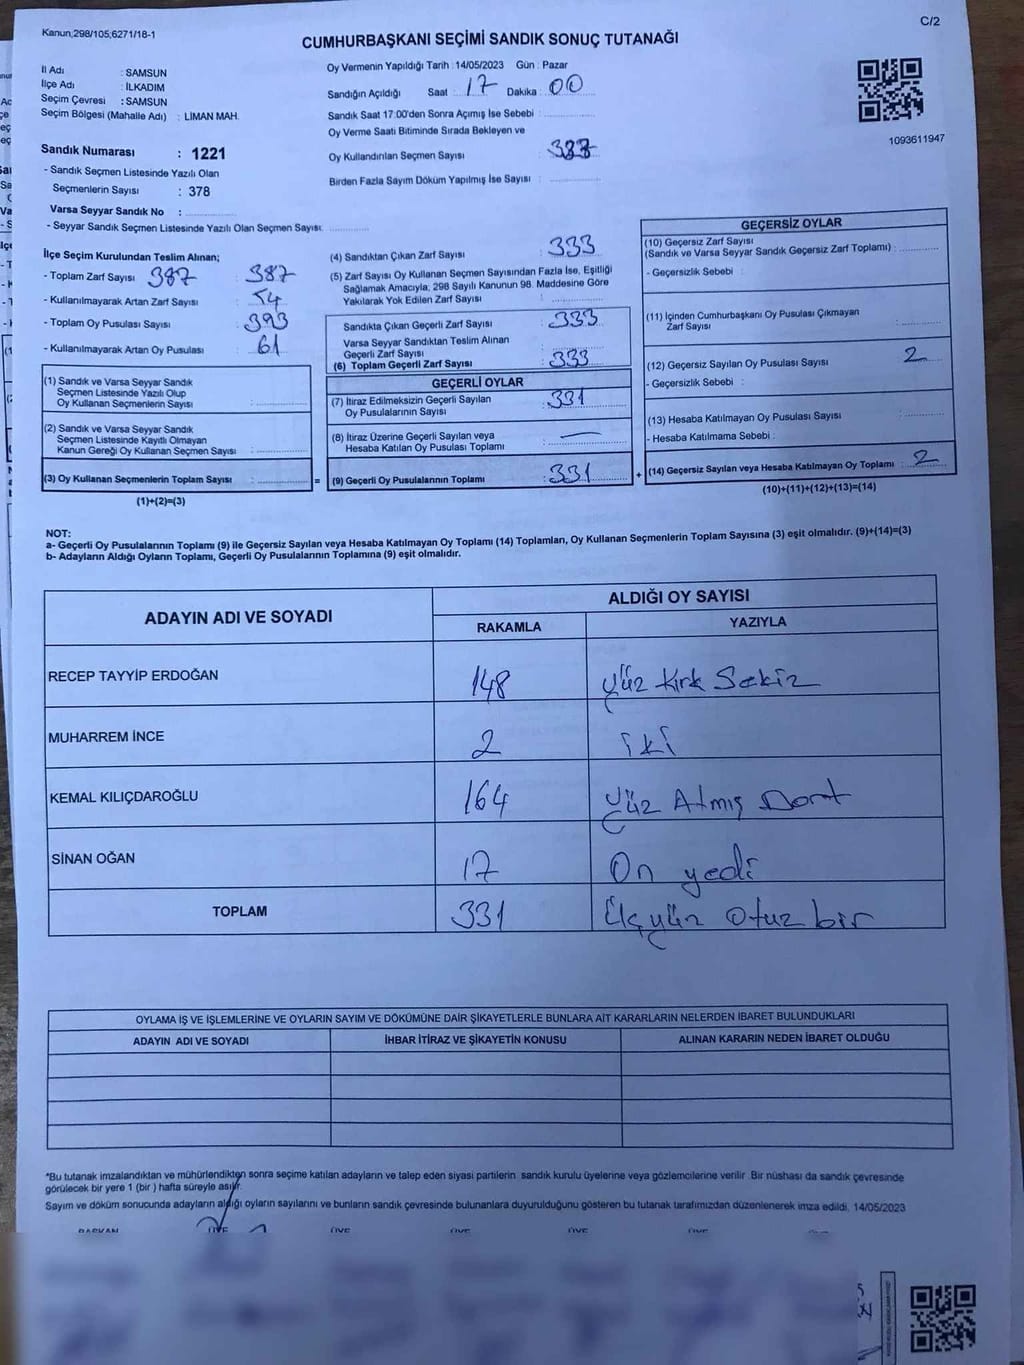 Kanun,298/105;6271/18-1
C/2
CUMHURBAŞKANI SEÇİMİ SANDIK SONUÇ TUTANAĞI
İl Adı : SAMSUN
İlçe Adı : İLKADIM
Seçim Çevresi : SAMSUN
Seçim Bölgesi (Mahalle Adı) : LİMAN MAH.
Sandık Numarası : 1221
- Sandık Seçmen Listesinde Yazılı Olan
Seçmenlerin Sayısı : 378
Varsa Seyyar Sandık No :
- Seyyar Sandık Seçmen Listesinde Yazılı Olan Seçmen Sayısı:
Oy Vermenin Yapıldığı Tarih :14/05/2023 Gün : Pazar
Sandığın Açıldığı Saat : 17 Dakika : 00
Sandık Saat 17:00'den Sonra Açımış İse Sebebi :
Oy Verme Saati Bitiminde Sırada Bekleyen ve
Oy Kullandırılan Seçmen Sayısı :
Birden Fazla Sayım Döküm Yapılmış İse Sayısı :
1093611947
İlçe Seçim Kurulundan Teslim Alınan;
- Toplam Zarf Sayısı 387 : 387
- Kullanılmayarak Artan Zarf Sayısı : 54
- Toplam Oy Pusulası Sayısı : 393
- Kullanılmayarak Artan Oy Pusulası : 61
(1) Sandık ve Varsa Seyyar Sandık
Seçmen Listesinde Yazılı Olup
Oy Kullanan Seçmenlerin Sayısı :
(2) Sandık ve Varsa Seyyar Sandık
Seçmen Listesinde Kayıtlı Olmayan
Kanun Gereği Oy Kullanan Seçmen Sayısı :
(3) Oy Kullanan Seçmenlerin Toplam Sayısı :
(1)+(2)=(3)
=
(4) Sandıktan Çıkan Zarf Sayısı : 333
(5) Zarf Sayısı Oy Kullanan Seçmen Sayısından Fazla İse, Eşitliği
Sağlamak Amacıyla; 298 Sayılı Kanunun 98. Maddesine Göre
Yakılarak Yok Edilen Zarf Sayısı :
Sandıkta Çıkan Geçerli Zarf Sayısı : 333
Varsa Seyyar Sandıktan Teslim Alınan
Geçerli Zarf Sayısı :
(6) Toplam Geçerli Zarf Sayısı : 333
GEÇERLİ OYLAR
(7) İtiraz Edilmeksizin Geçerli Sayılan
Oy Pusulalarının Sayısı : 331
(8) İtiraz Üzerine Geçerli Sayılan veya
Hesaba Katılan Oy Pusulası Toplamı : —
(9) Geçerli Oy Pusulalarının Toplamı : 331
+
GEÇERSİZ OYLAR
(10) Geçersiz Zarf Sayısı
(Sandık ve Varsa Seyyar Sandık Geçersiz Zarf Toplamı) :
- Geçersizlik Sebebi :
(11) İçinden Cumhurbaşkanı Oy Pusulası Çıkmayan
Zarf Sayısı :
(12) Geçersiz Sayılan Oy Pusulası Sayısı : 2
- Geçersizlik Sebebi :
(13) Hesaba Katılmayan Oy Pusulası Sayısı :
- Hesaba Katılmama Sebebi :
(14) Geçersiz Sayılan veya Hesaba Katılmayan Oy Toplamı : 2
(10)+(11)+(12)+(13)=(14)
NOT:
a- Geçerli Oy Pusulalarının Toplamı (9) ile Geçersiz Sayılan veya Hesaba Katılmayan Oy Toplamı (14) Toplamları, Oy Kullanan Seçmenlerin Toplam Sayısına (3) eşit olmalıdır. (9)+(14)=(3)
b- Adayların Aldığı Oyların Toplamı, Geçerli Oy Pusulalarının Toplamına (9) eşit olmalıdır.
ADAYIN ADI VE SOYADI ALDIĞI OY SAYISI
RAKAMLA YAZIYLA
RECEP TAYYİP ERDOĞAN 148 Yüz Kırk Sekiz
MUHARREM İNCE 2 iki
KEMAL KILIÇDAROĞLU 164 Yüz Atmış Dört
SİNAN OĞAN 17 On yedi
TOPLAM 331 Üçyüz otuz bir
OYLAMA İŞ VE İŞLEMLERİNE VE OYLARIN SAYIM VE DÖKÜMÜNE DAİR ŞİKAYETLERLE BUNLARA AİT KARARLARIN NELERDEN İBARET BULUNDUKLARI
ADAYIN ADI VE SOYADI İHBAR İTİRAZ VE ŞİKAYETİN KONUSU ALINAN KARARIN NEDEN İBARET OLDUĞU
*Bu tutanak imzalandıktan ve mühürlendikten sonra seçime katılan adayların ve talep eden siyasi partilerin sandık kurulu üyelerine veya gözlemcilerine verilir. Bir nüshası da sandık çevresinde
görülecek bir yere 1 (bir ) hafta süreyle asılır.
Sayım ve döküm sonucunda adayların aldığı oyların sayılarını ve bunların sandık çevresinde bulunanlara duyurulduğunu gösteren bu tutanak tarafımızdan düzenlenerek imza edildi. 14/05/2023
BAŞKAN ÜYE ÜYE ÜYE ÜYE ÜYE